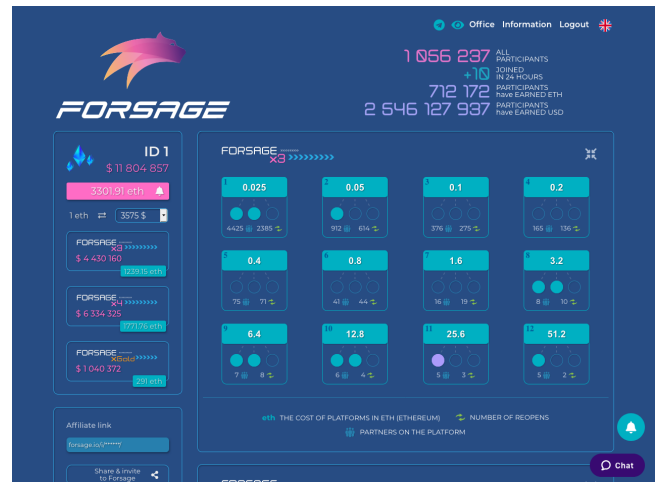 Office Information Logout
1 056 237 ALL PARTICIPANTS
+10 JOINED IN 24 HOURS
712 172 PARTICIPANTS have EARNED ETH
2 546 127 937 PARTICIPANTS have EARNED USD
FORSAGE
ID 1
$ 11 804 857
3301.91 eth
1 eth ⇄ 3575 $
FORSAGE x3 »»»»»
$ 4 430 160
1239.15 eth
FORSAGE x4 »»»»»
$ 6 334 325
1771.76 eth
FORSAGE xGold »»»»»
$ 1 040 372
291 eth
Affiliate link
forsage.io/i/*****/
Share & invite
to Forsage
FORSAGE x3 »»»»»
1 0.025
4425 2385
2 0.05
912 614
3 0.1
376 275
4 0.2
165 136
5 0.4
75 71
6 0.8
41 44
7 1.6
16 19
8 3.2
8 10
9 6.4
7 8
10 12.8
6 4
11 25.6
5 3
12 51.2
5 2
eth THE COST OF PLATFORMS IN ETH (ETHEREUM) NUMBER OF REOPENS
PARTNERS ON THE PLATFORM
Chat
FORSAGE